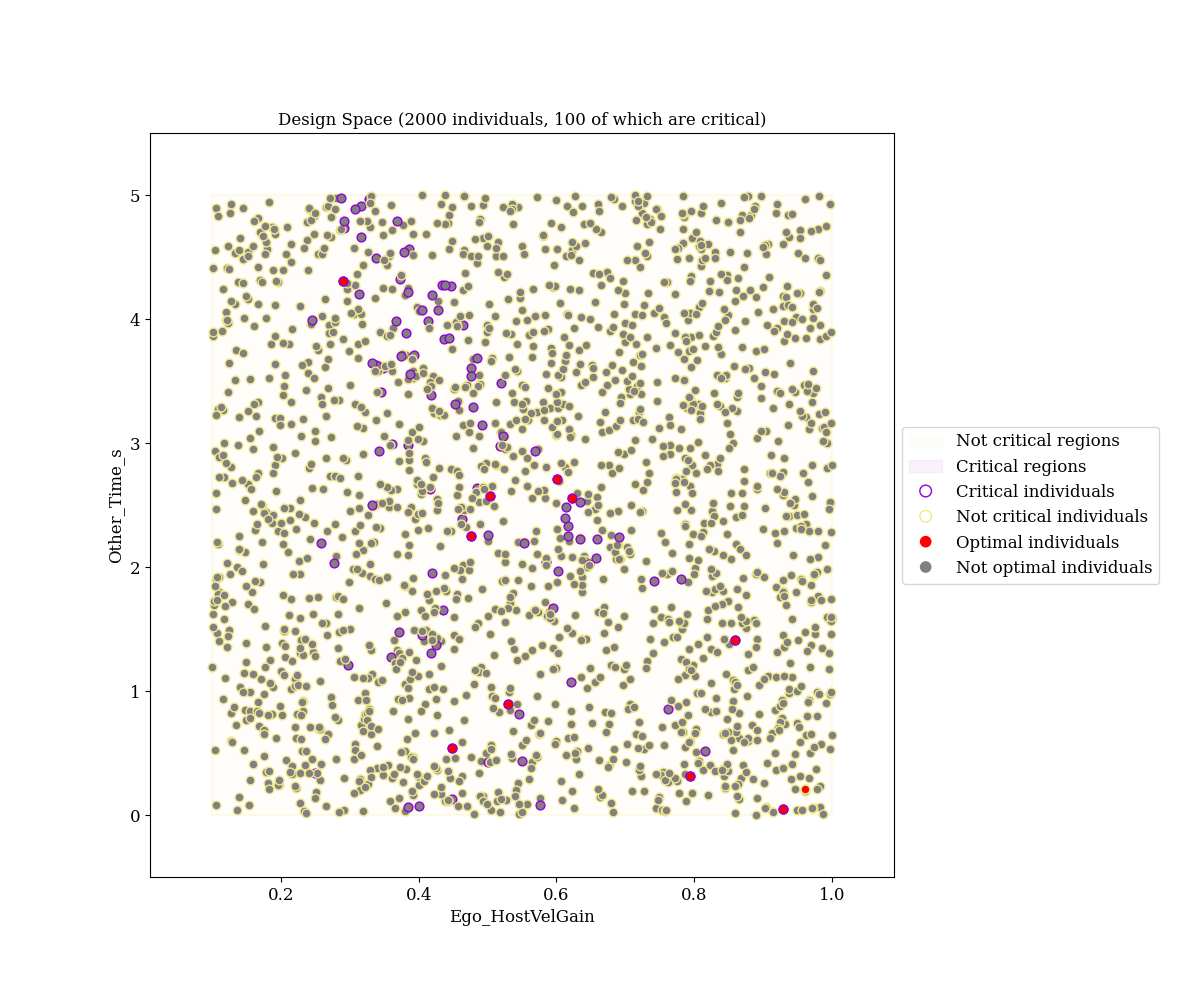 Design Space (2000 individuals, 100 of which are critical)
5
4
3
2
1
0
Other_Time_s
0.2
0.4
0.6
0.8
1.0
Ego_HostVelGain
Not critical regions
Critical regions
Critical individuals
Not critical individuals
Optimal individuals
Not optimal individuals